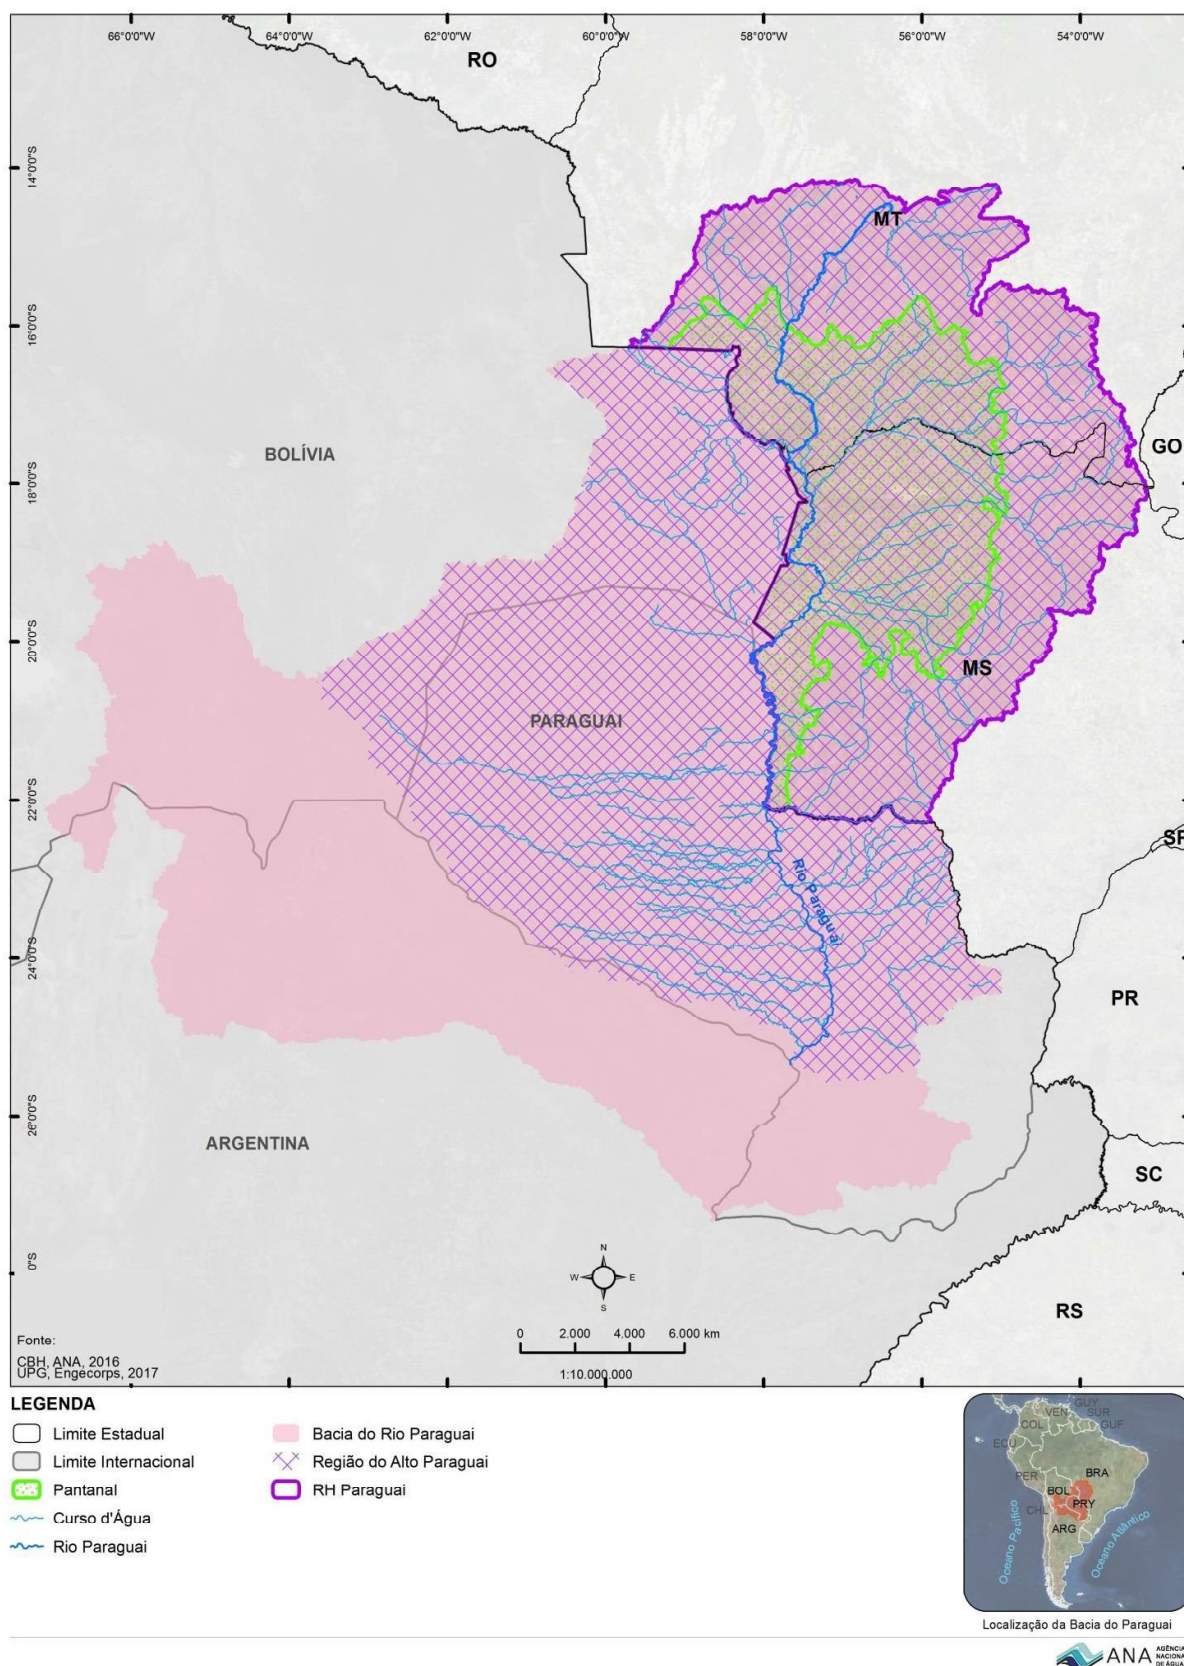 66°0'0"W
64°0'0"W
62°0'0"W
60°0'0"W
58°0'0"W
56°0'0"W
54°0'0"W
RO
14°0'0"S
MT
16°0'0"S
BOLÍVIA
GO
18°0'0"S
20°0'0"S
MS
PARAGUAI
22°0'0"S
SP
Rio Paraguai
24°0'0"S
PR
26°0'0"S
ARGENTINA
SC
0°S
N
W
E
S
RS
Fonte:
CBH, ANA, 2016
UPG, Engecorps, 2017
0 2.000 4.000 6.000 km
1:10.000.000
LEGENDA
Limite Estadual
Limite Internacional
Pantanal
Curso d'Água
Rio Paraguai
Bacia do Rio Paraguai
Região do Alto Paraguai
RH Paraguai
GUY
VEN
SUR
COL
GUF
ECU
PER
BRA
BOL
PRY
CHL
ARG
Oceano Pacífico
Oceano Atlântico
Localização da Bacia do Paraguai
ANA
AGÊNCIA
NACIONAL
DE ÁGUAS